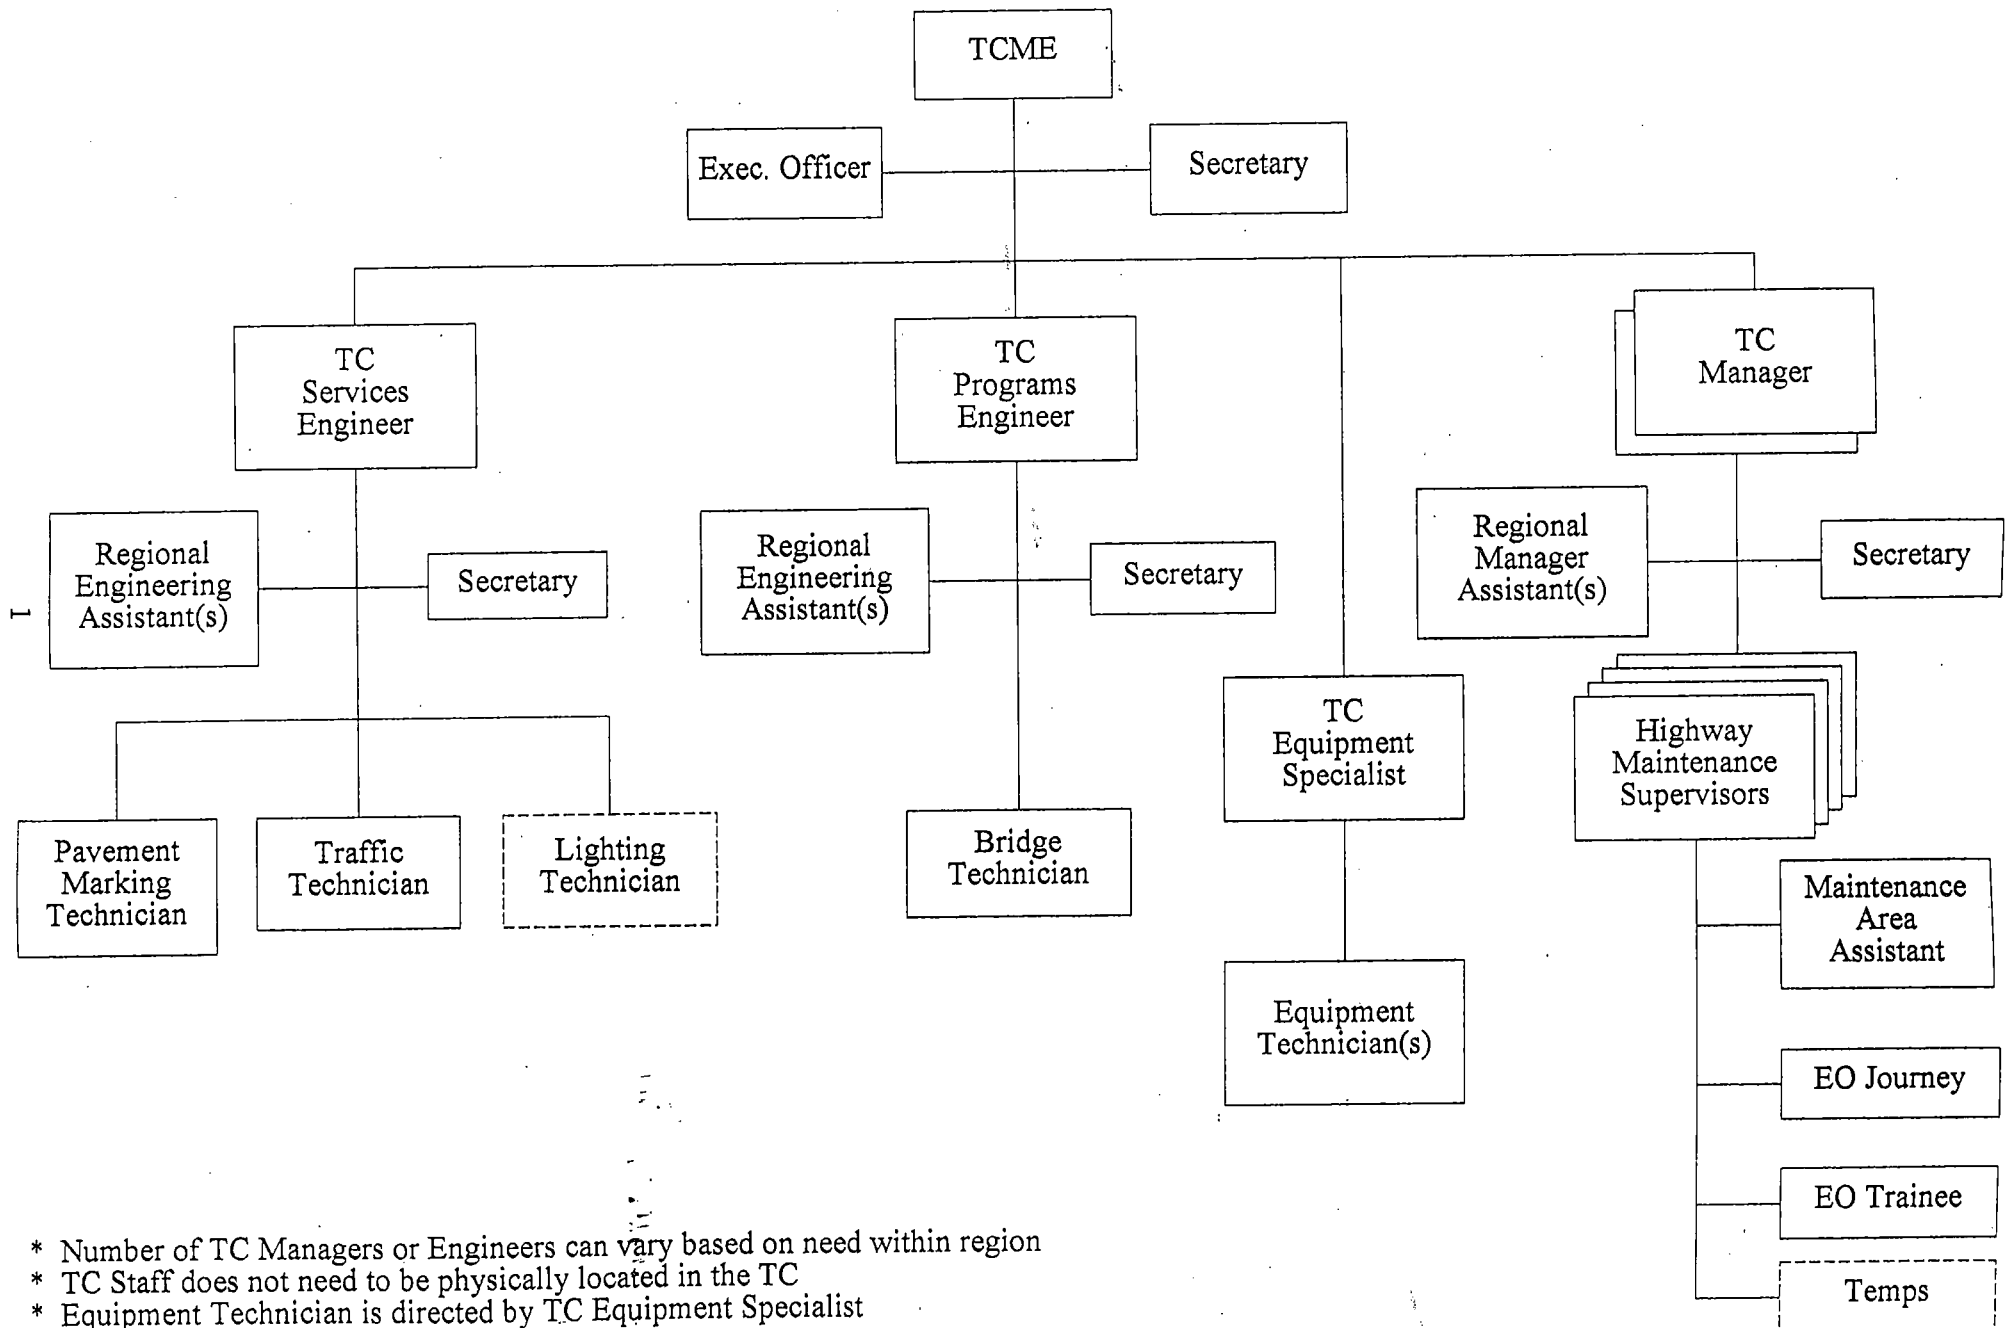 TCME
Exec. Officer
Secretary
TC
Services
Engineer
TC
Programs
Engineer
TC
Manager
Regional
Engineering
Assistant(s)
Secretary
Regional
Engineering
Assistant(s)
Secretary
Regional
Manager
Assistant(s)
Secretary
1
TC
Equipment
Specialist
Highway
Maintenance
Supervisors
Pavement
Marking
Technician
Traffic
Technician
Lighting
Technician
Bridge
Technician
Maintenance
Area
Assistant
Equipment
Technician(s)
EO Journey
EO Trainee
Temps
* Number of TC Managers or Engineers can vary based on need within region
* TC Staff does not need to be physically located in the TC
* Equipment Technician is directed by TC Equipment Specialist